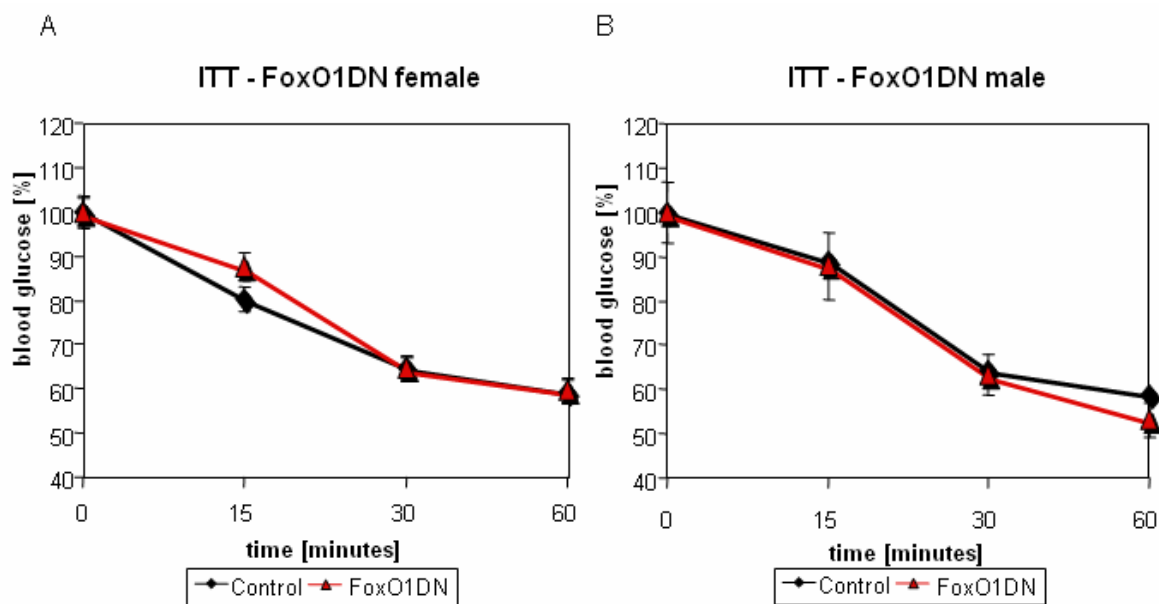 A
ITT - FoxO1DN female
blood glucose [%]
120
110
100
90
80
70
60
50
40
0 15 30 60
time [minutes]
Control FoxO1DN
B
ITT - FoxO1DN male
blood glucose [%]
120
110
100
90
80
70
60
50
40
0 15 30 60
time [minutes]
Control FoxO1DN